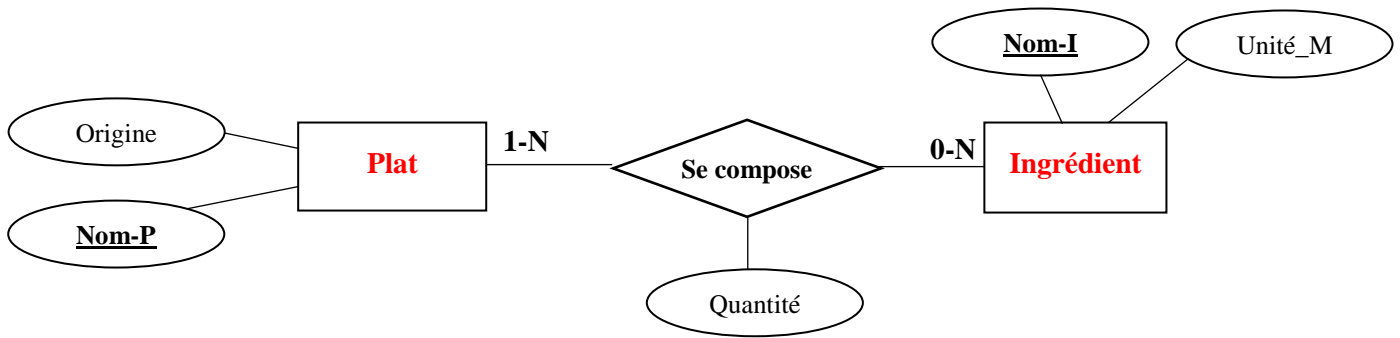 Nom-I
Unité_M
Origine
Plat
1-N
Se compose
0-N
Ingrédient
Nom-P
Quantité